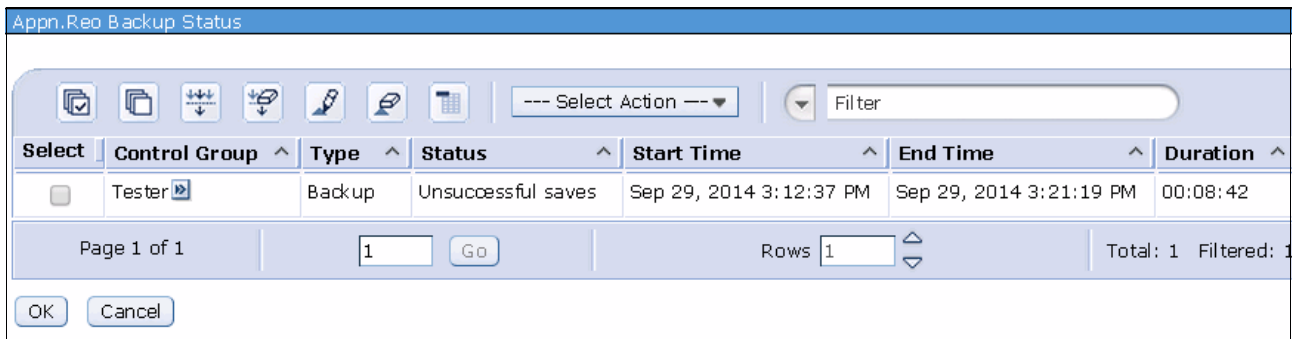 Appn.Reo Backup Status
--- Select Action --- Filter
Select Control Group Type Status Start Time End Time Duration
Tester Backup Unsuccessful saves Sep 29, 2014 3:12:37 PM Sep 29, 2014 3:21:19 PM 00:08:42
Page 1 of 1 1 Go Rows 1 Total: 1 Filtered: 1
OK Cancel